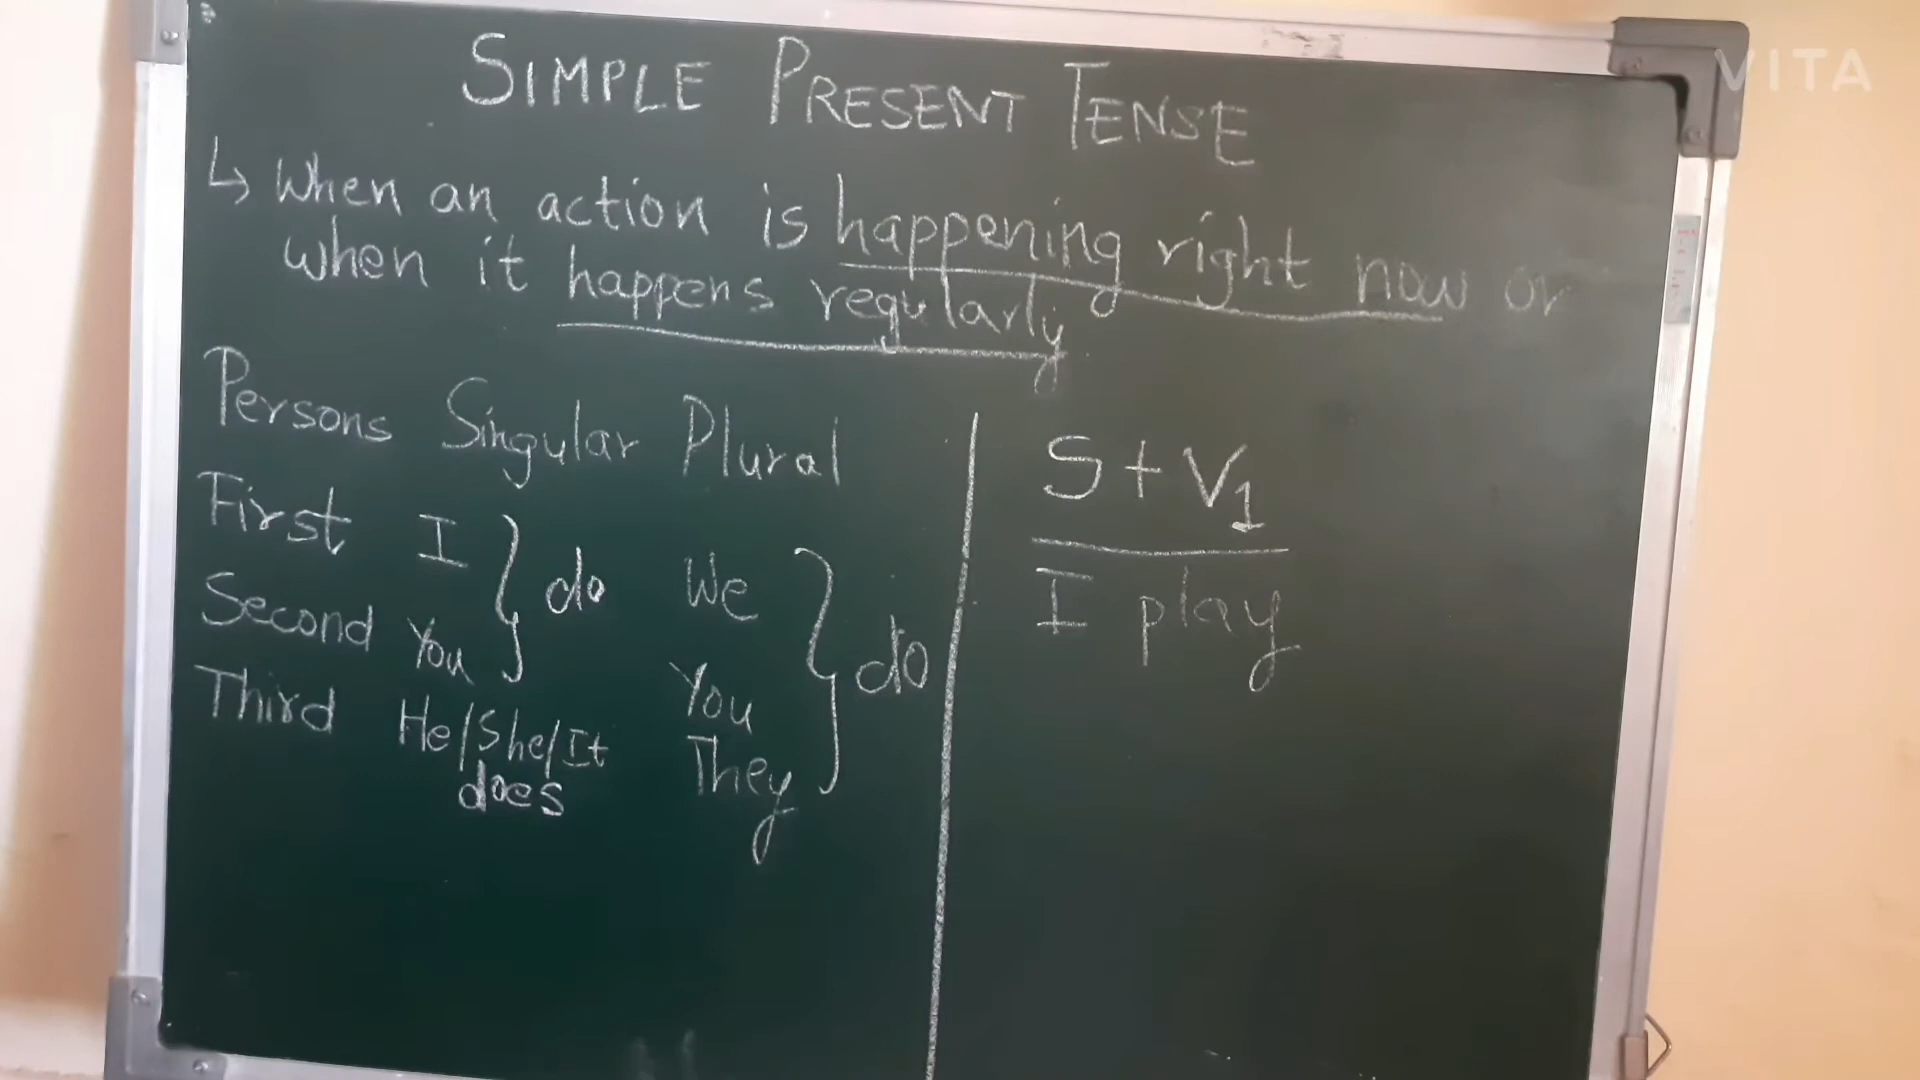 SIMPLE PRESENT TENSE
↳ When an action is happening right now or
when it happens regularly
Persons Singular Plural
First I } do We } do
Second You You
Third He/She/It They
does
S + V1
I play
VITA